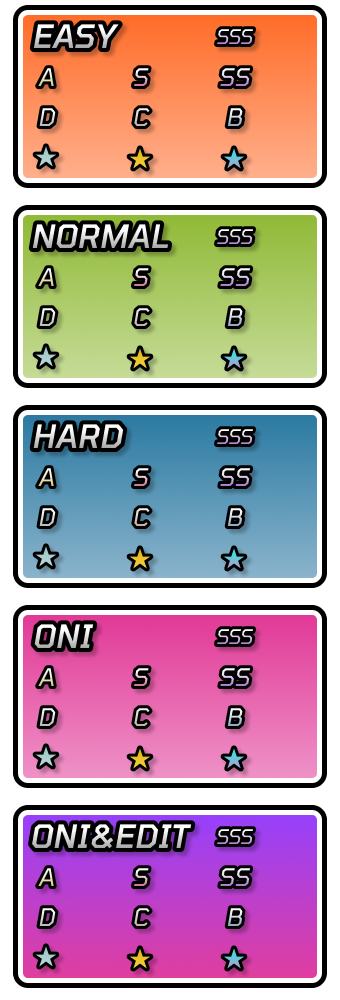 EASY SSS
A S SS
D C B
NORMAL SSS
A S SS
D C B
HARD SSS
A S SS
D C B
ONI SSS
A S SS
D C B
ONI&EDIT SSS
A S SS
D C B